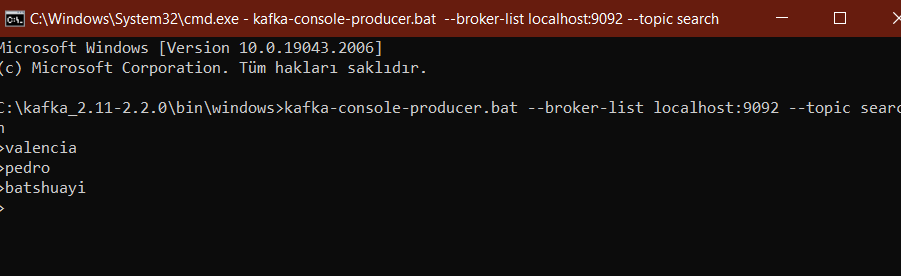 C:\Windows\System32\cmd.exe - kafka-console-producer.bat --broker-list localhost:9092 --topic search
Microsoft Windows [Version 10.0.19043.2006]
(c) Microsoft Corporation. Tüm hakları saklıdır.
C:\kafka_2.11-2.2.0\bin\windows>kafka-console-producer.bat --broker-list localhost:9092 --topic searc
h
>valencia
>pedro
>batshuayi
>